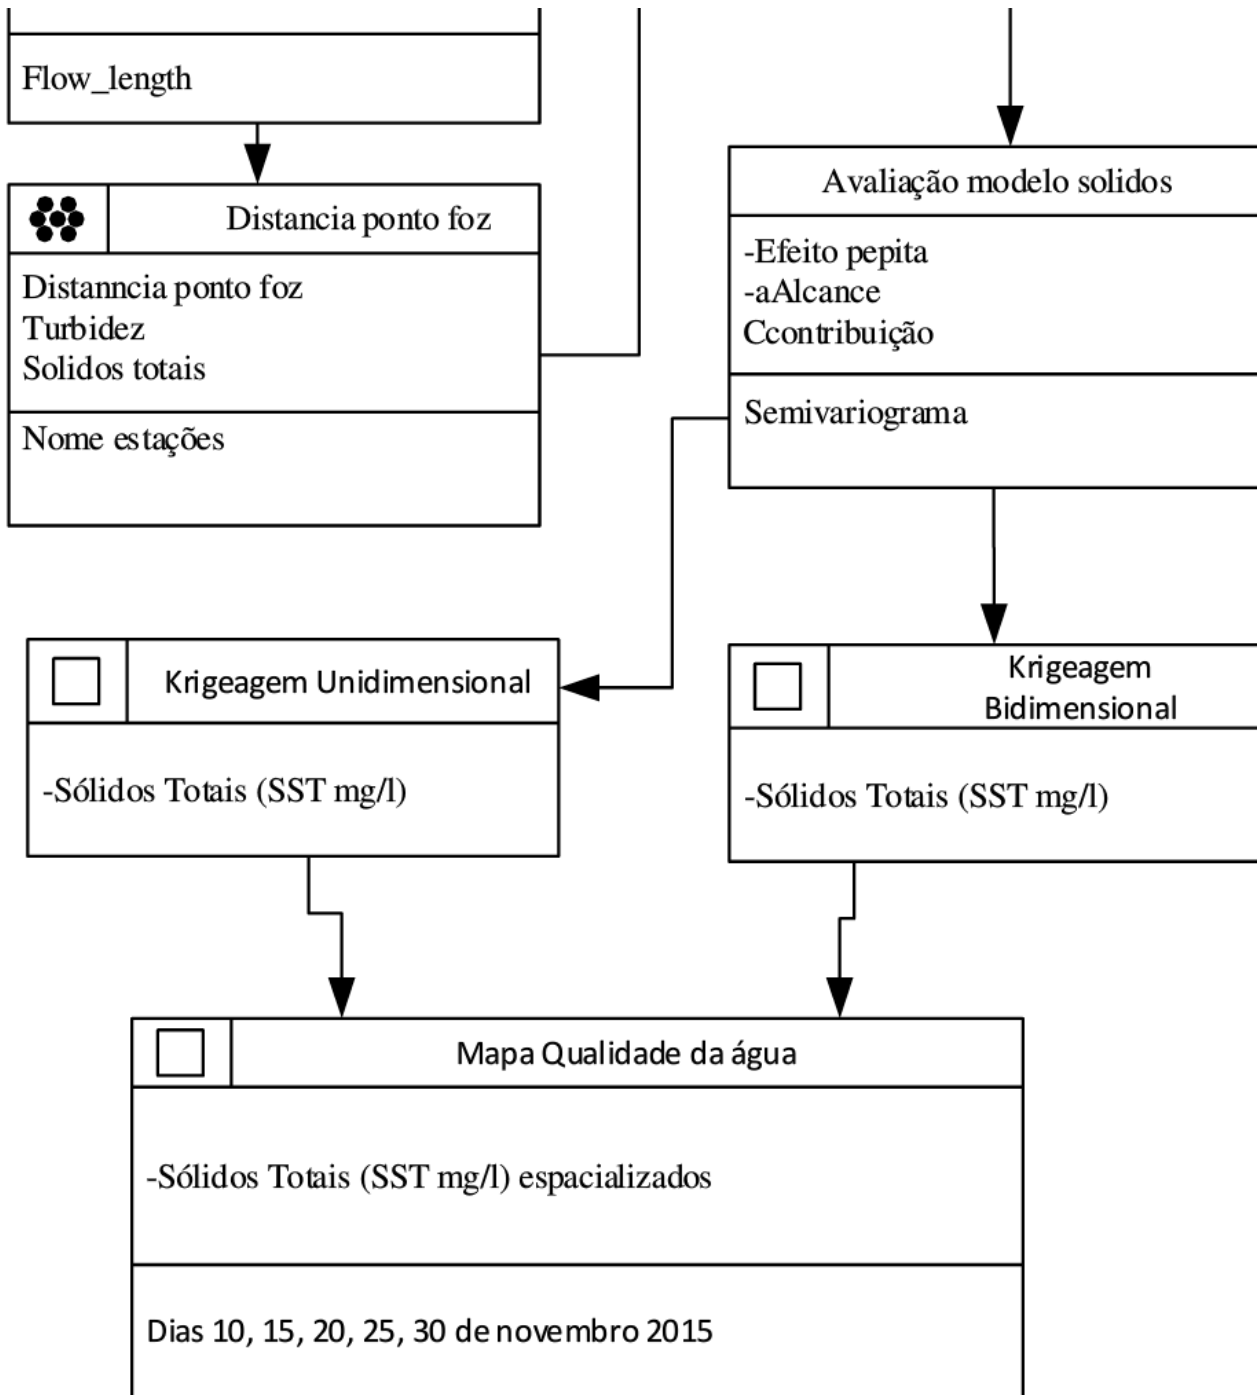 Flow_length
Distancia ponto foz
Distanncia ponto foz
Turbidez
Solidos totais
Nome estações
Avaliação modelo solidos
-Efeito pepita
-aAlcance
Ccontribuição
Semivariograma
Krigeagem Unidimensional
-Sólidos Totais (SST mg/l)
Krigeagem
Bidimensional
-Sólidos Totais (SST mg/l)
Mapa Qualidade da água
-Sólidos Totais (SST mg/l) espacializados
Dias 10, 15, 20, 25, 30 de novembro 2015